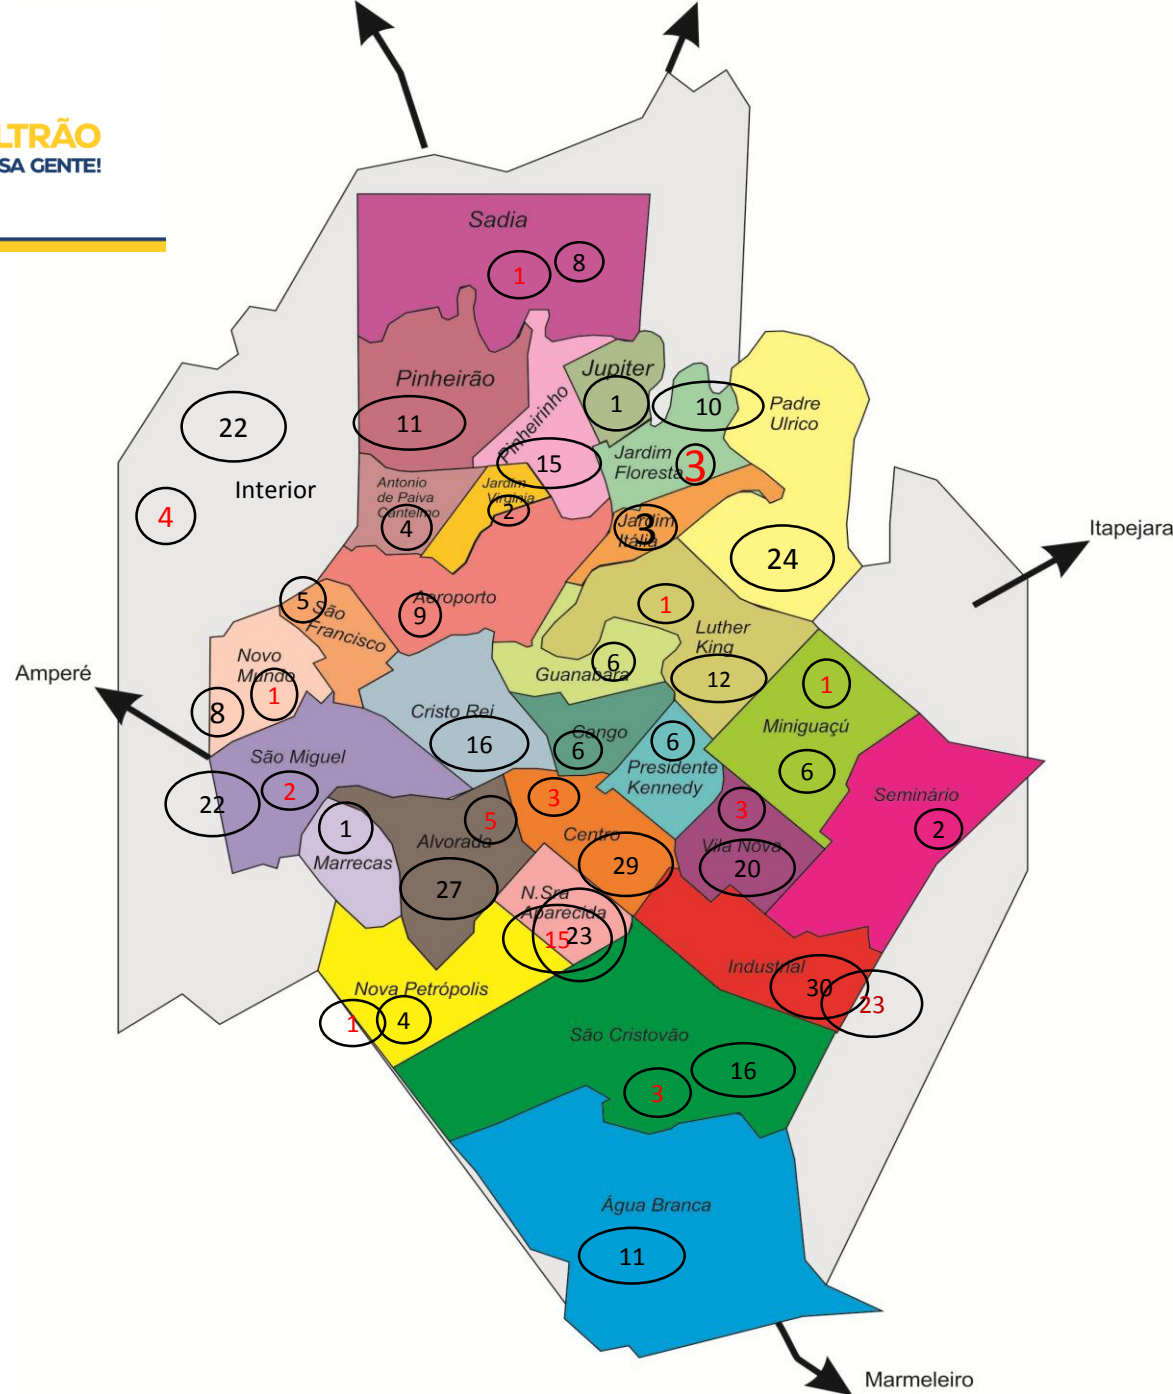 LTRÃO
SA GENTE!
Sadia
1
8
Pinheirão
11
Pinheirinho
15
Jupiter
1
10
Padre
Ulrico
24
Jardim
Floresta
3
22
Interior
4
Antonio
de Paiva
Cantelmo
4
Jardim
Virginia
2
Jardim
Itália
3
Itapejara
5
São
Francisco
Aeroporto
9
1
Luther
King
12
Guanabara
6
Novo
Mundo
1
8
Amperé
Cristo Rei
16
Cango
6
6
Presidente
Kennedy
1
Miniguaçú
6
São Miguel
2
22
1
Marrecas
Alvorada
5
27
3
Centro
29
3
Vila Nova
20
Seminário
2
N.Sra
Aparecida
15
23
Industrial
30
23
Nova Petrópolis
1
4
São Cristovão
16
3
Água Branca
11
Marmeleiro